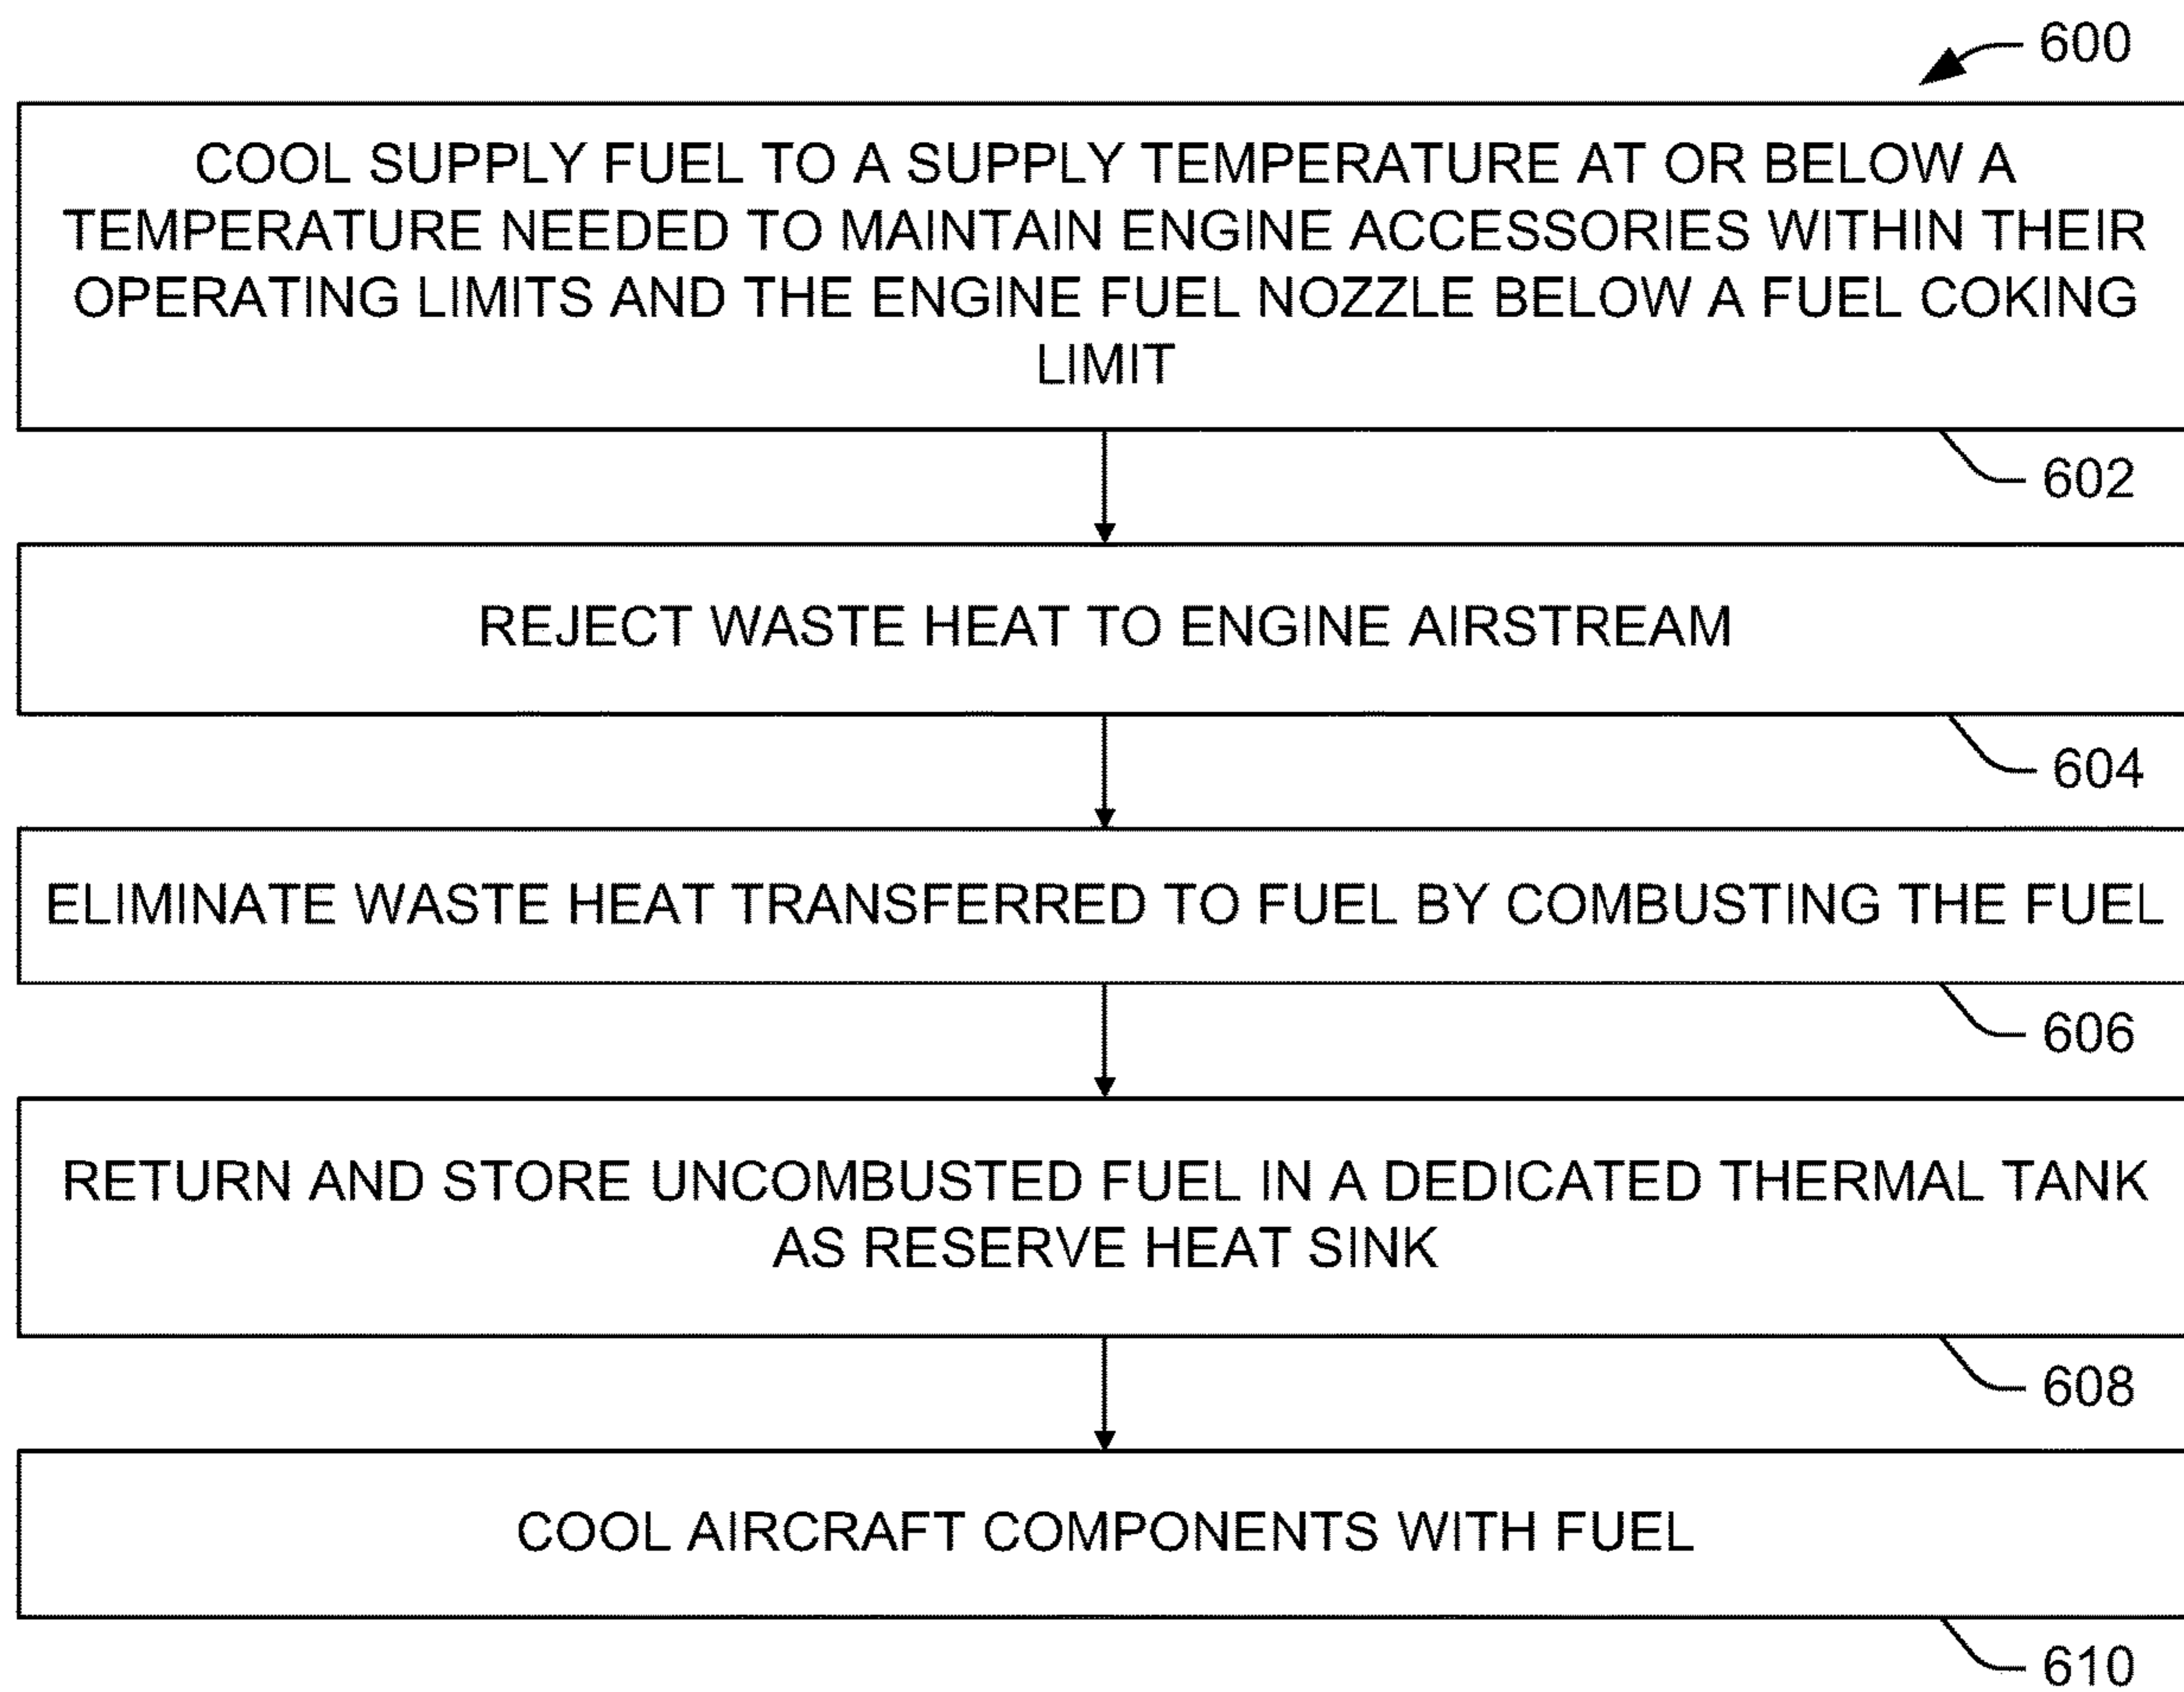 600
COOL SUPPLY FUEL TO A SUPPLY TEMPERATURE AT OR BELOW A
TEMPERATURE NEEDED TO MAINTAIN ENGINE ACCESSORIES WITHIN THEIR
OPERATING LIMITS AND THE ENGINE FUEL NOZZLE BELOW A FUEL COKING
LIMIT
602
REJECT WASTE HEAT TO ENGINE AIRSTREAM
604
ELIMINATE WASTE HEAT TRANSFERRED TO FUEL BY COMBUSTING THE FUEL
606
RETURN AND STORE UNCOMBUSTED FUEL IN A DEDICATED THERMAL TANK
AS RESERVE HEAT SINK
608
COOL AIRCRAFT COMPONENTS WITH FUEL
610